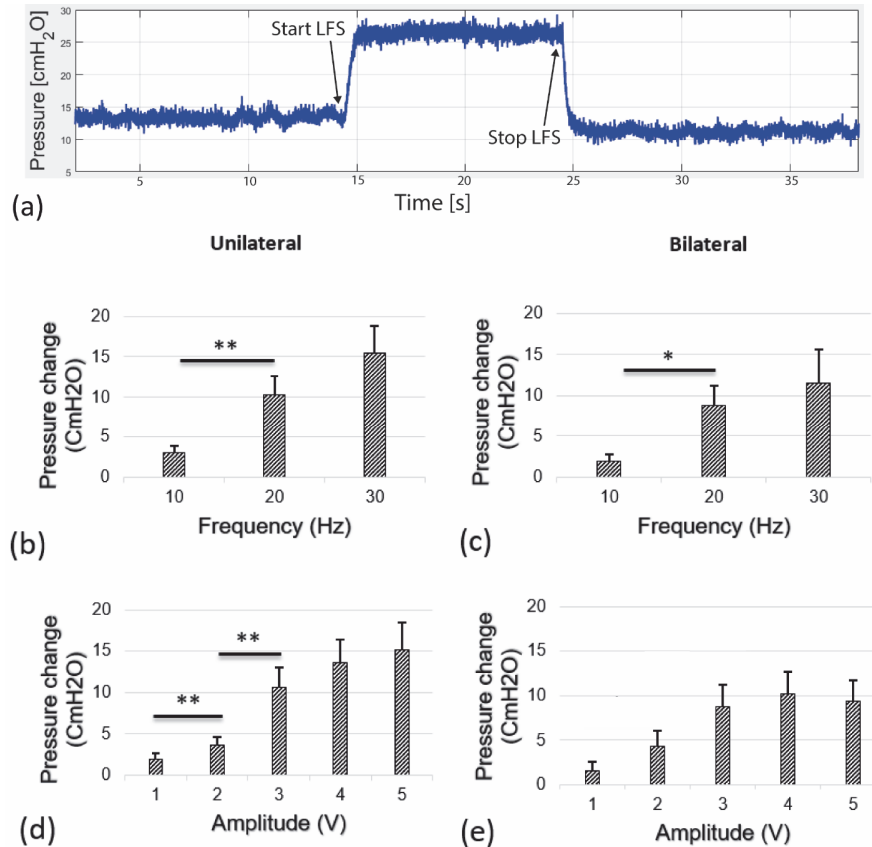 Pressure [cmH2O]
30
25
20
15
10
5
Start LFS
Stop LFS
5
10
15
20
25
30
35
Time [s]
(a)
Unilateral
Bilateral
Pressure change
(CmH2O)
20
15
10
5
0
**
10
20
30
Frequency (Hz)
(b)
Pressure change
(CmH2O)
20
15
10
5
0
*
10
20
30
Frequency (Hz)
(c)
Pressure change
(CmH2O)
20
15
10
5
0
**
**
1
2
3
4
5
Amplitude (V)
(d)
Pressure change
(CmH2O)
20
15
10
5
0
1
2
3
4
5
Amplitude (V)
(e)